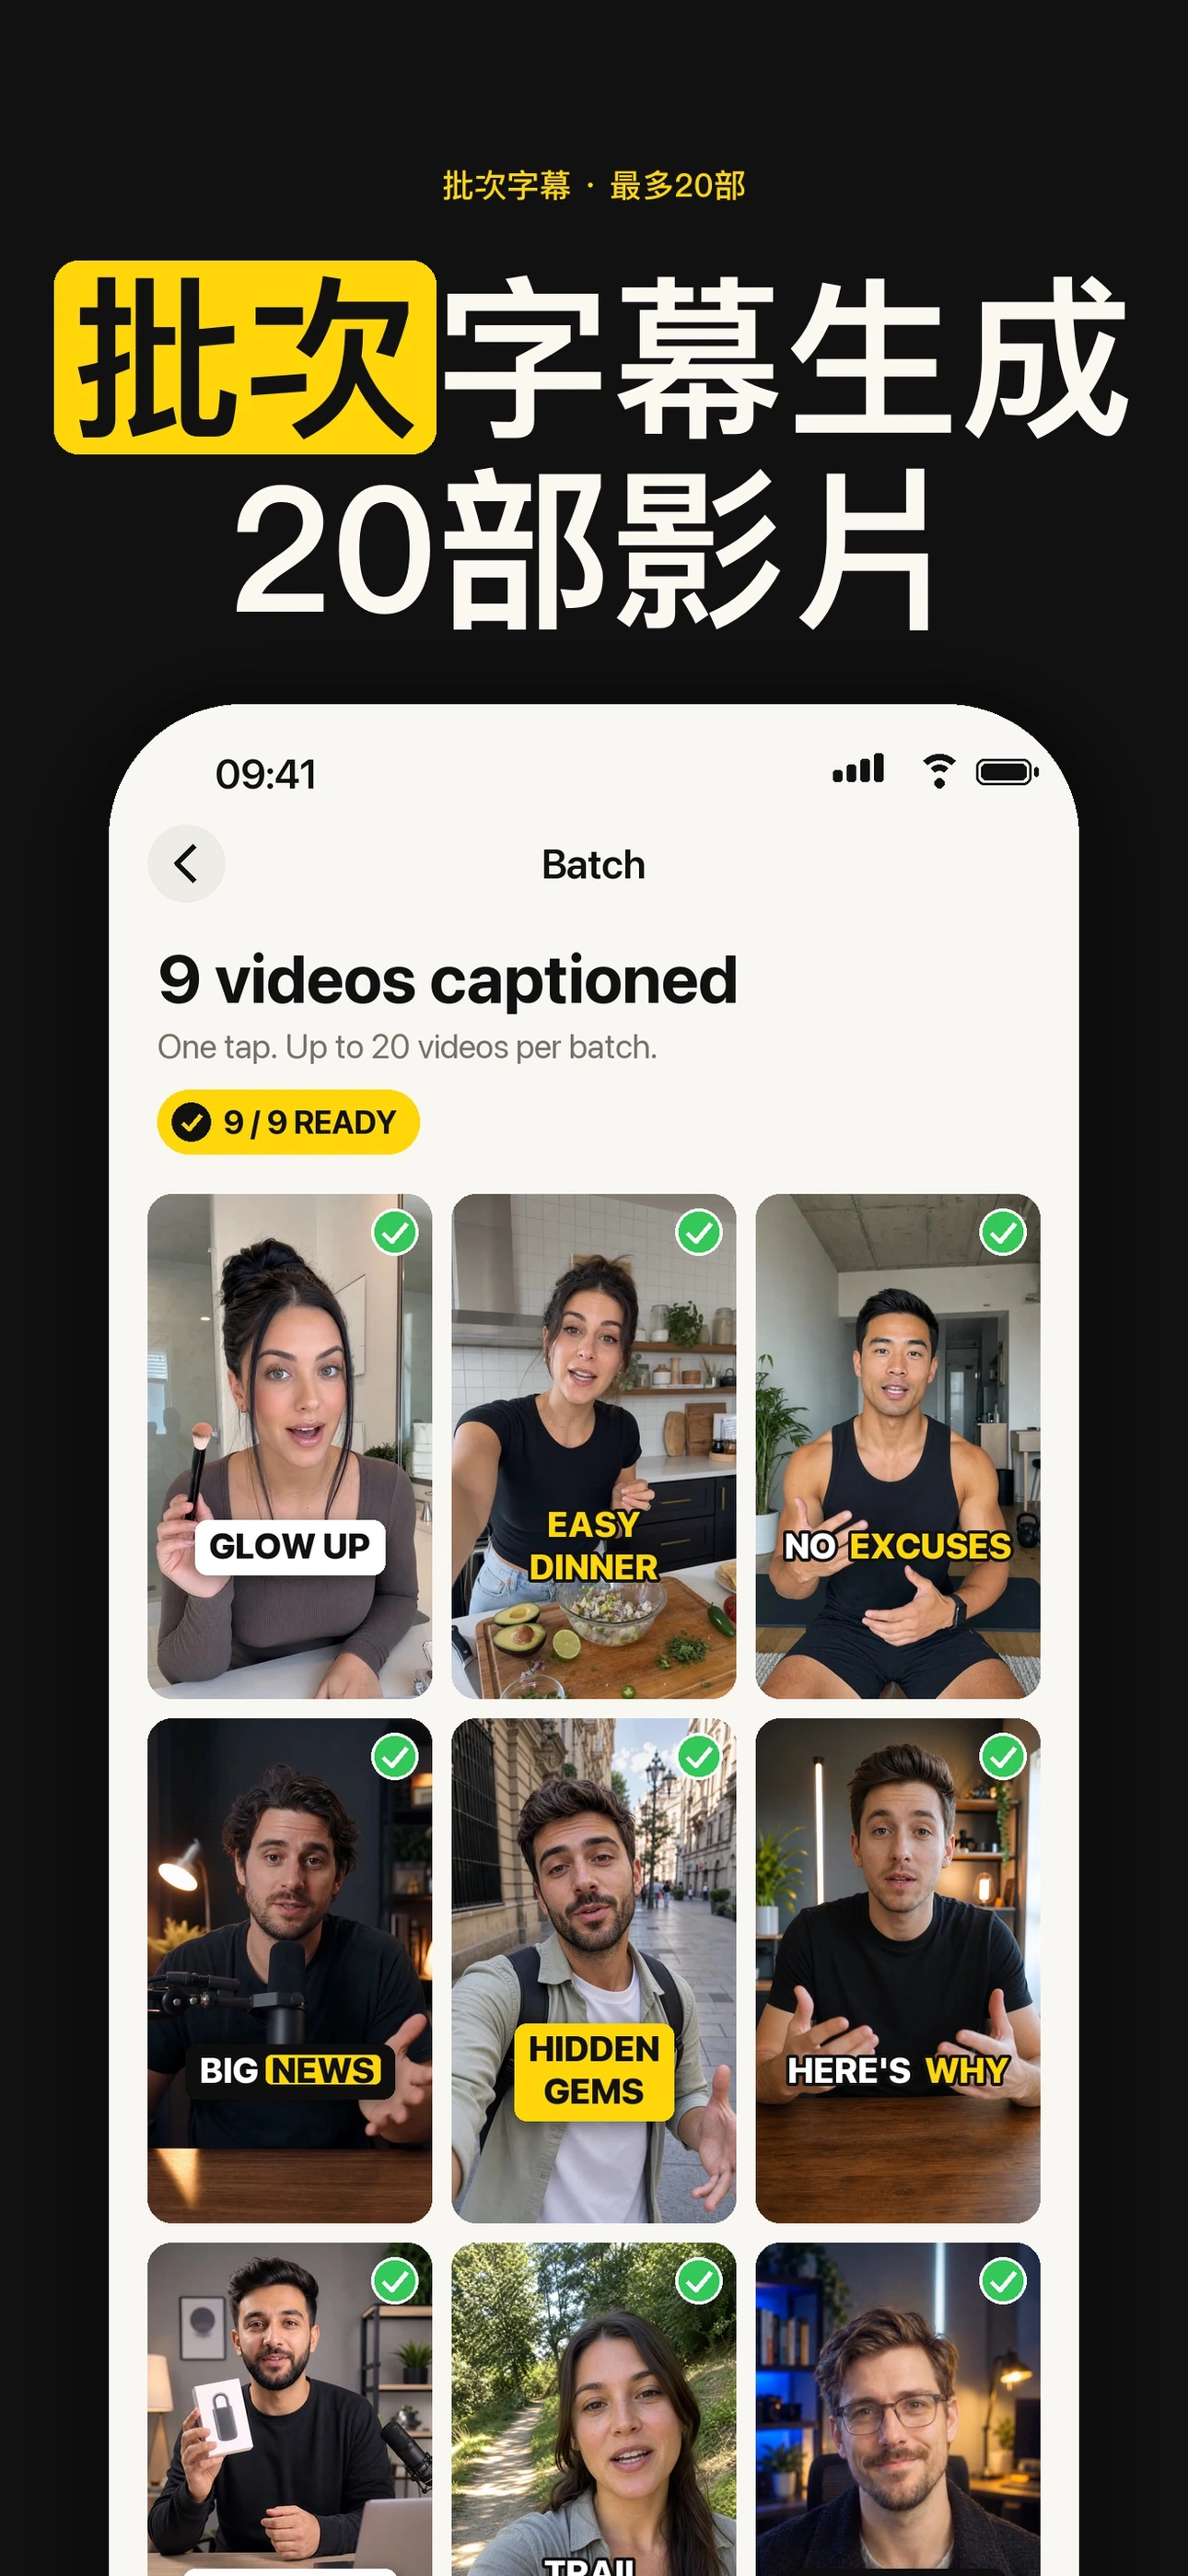 批次字幕 · 最多20部
批次字幕生成
20部影片
09:41
Batch
9 videos captioned
One tap. Up to 20 videos per batch.
9 / 9 READY
GLOW UP
EASY
DINNER
NO EXCUSES
BIG NEWS
HIDDEN
GEMS
HERE'S WHY
TRAIL